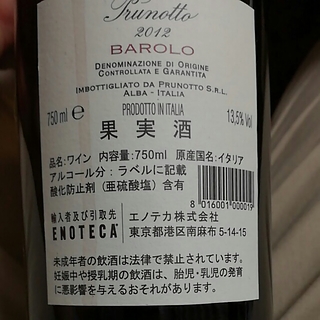 Prunotto
2012
BAROLO
DENOMINAZIONE DI ORIGINE
CONTROLLATA E GARANTITA
IMBOTTIGLIATO DA PRUNOTTO S.R.L.
ALBA - ITALIA
750 ml e PRODOTTO IN ITALIA 13,5% Vol
果実酒
品名:ワイン 内容量:750ml 原産国名:イタリア
アルコール分:ラベルに記載
酸化防止剤(亜硫酸塩)含有
8 016001 000019
輸入者及び引取先 エノテカ株式会社
ENOTECA 東京都港区南麻布 5-14-15
未成年者の飲酒は法律で禁止されています。
妊娠中や授乳期の飲酒は、胎児・乳児の発育
に悪影響を与えるおそれがあります。